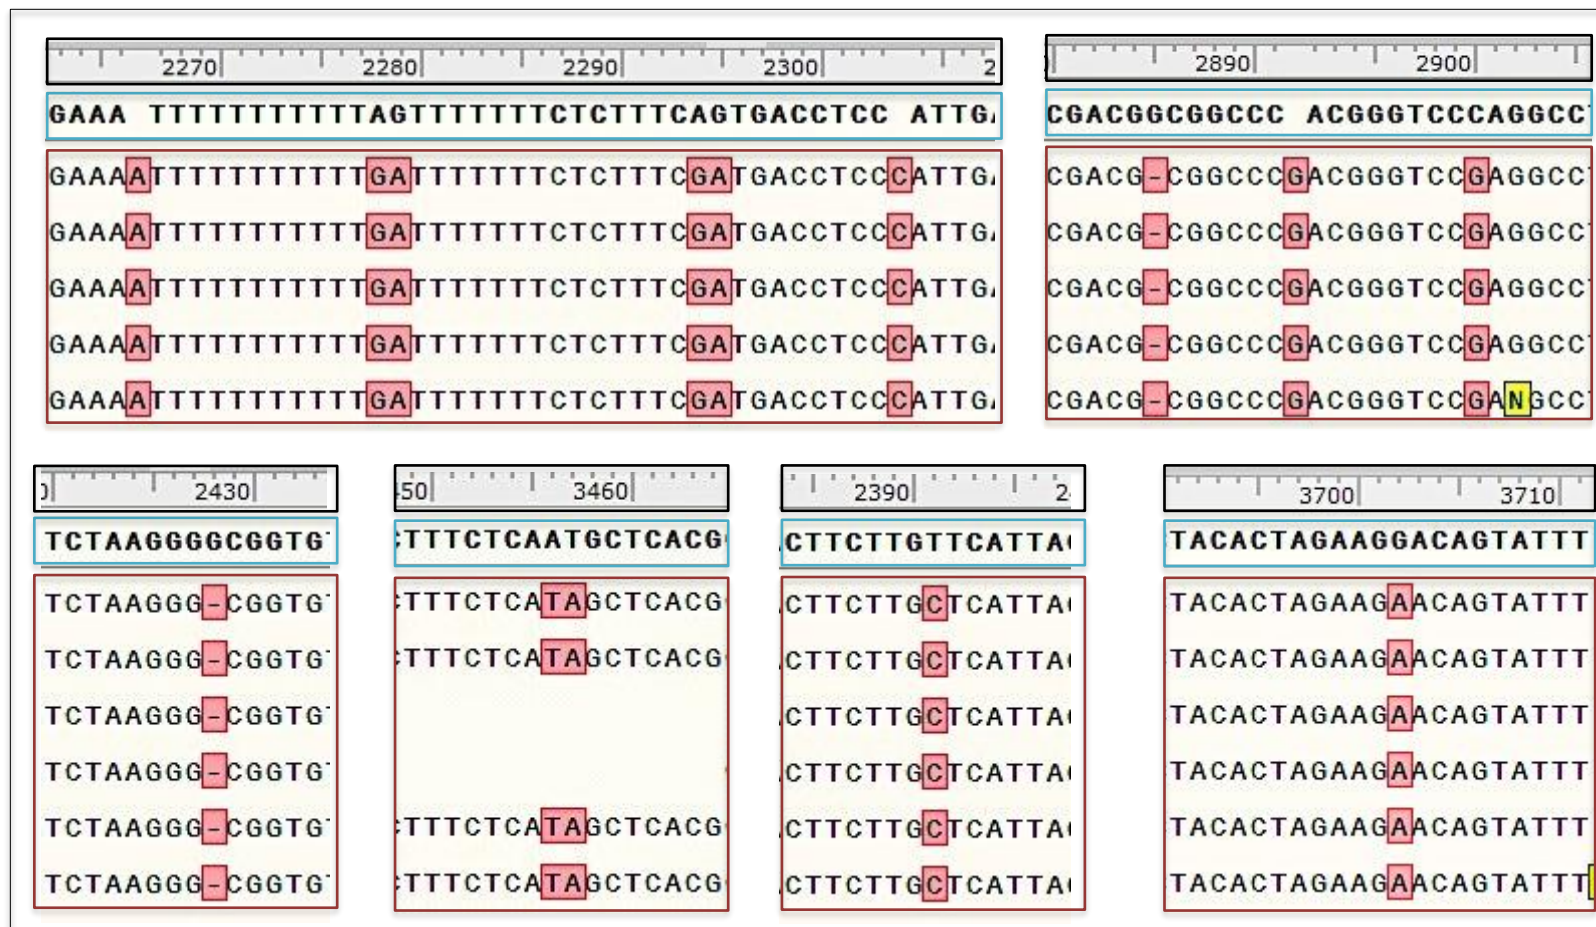 2270 2280 2290 2300 2
GAAA TTTTTTTTTTTAGTTTTTTTCTCTTTCAGTGACCTCC ATTG
GAAAATTTTTTTTTTTGATTTTTTTCTCTTTCGATGACCTCCCATTG
GAAAATTTTTTTTTTTGATTTTTTTCTCTTTCGATGACCTCCCATTG
GAAAATTTTTTTTTTTGATTTTTTTCTCTTTCGATGACCTCCCATTG
GAAAATTTTTTTTTTTGATTTTTTTCTCTTTCGATGACCTCCCATTG
GAAAATTTTTTTTTTTGATTTTTTTCTCTTTCGATGACCTCCCATTG
2890 2900
CGACGGCGGCCC ACGGGTCCCAGGCC
CGACG-CGGCCCGACGGGTCCGAGGCC
CGACG-CGGCCCGACGGGTCCGAGGCC
CGACG-CGGCCCGACGGGTCCGAGGCC
CGACG-CGGCCCGACGGGTCCGAGGCC
CGACG-CGGCCCGACGGGTCCGANGCC
2430
TCTAAGGGGCGGTG
TCTAAGGG-CGGTG
TCTAAGGG-CGGTG
TCTAAGGG-CGGTG
TCTAAGGG-CGGTG
TCTAAGGG-CGGTG
TCTAAGGG-CGGTG
450 3460
TTTCTCAATGCTCACG
TTTCTCATAGCTCACG
TTTCTCATAGCTCACG
TTTCTCATAGCTCACG
TTTCTCATAGCTCACG
2390 2
CTTCTTGTTCATTA
CTTCTTGCTCATTA
CTTCTTGCTCATTA
CTTCTTGCTCATTA
CTTCTTGCTCATTA
CTTCTTGCTCATTA
CTTCTTGCTCATTA
3700 3710
TACACTAGAAGGACAGTATTT
TACACTAGAAGAACAGTATTT
TACACTAGAAGAACAGTATTT
TACACTAGAAGAACAGTATTT
TACACTAGAAGAACAGTATTT
TACACTAGAAGAACAGTATTT
TACACTAGAAGAACAGTATTT